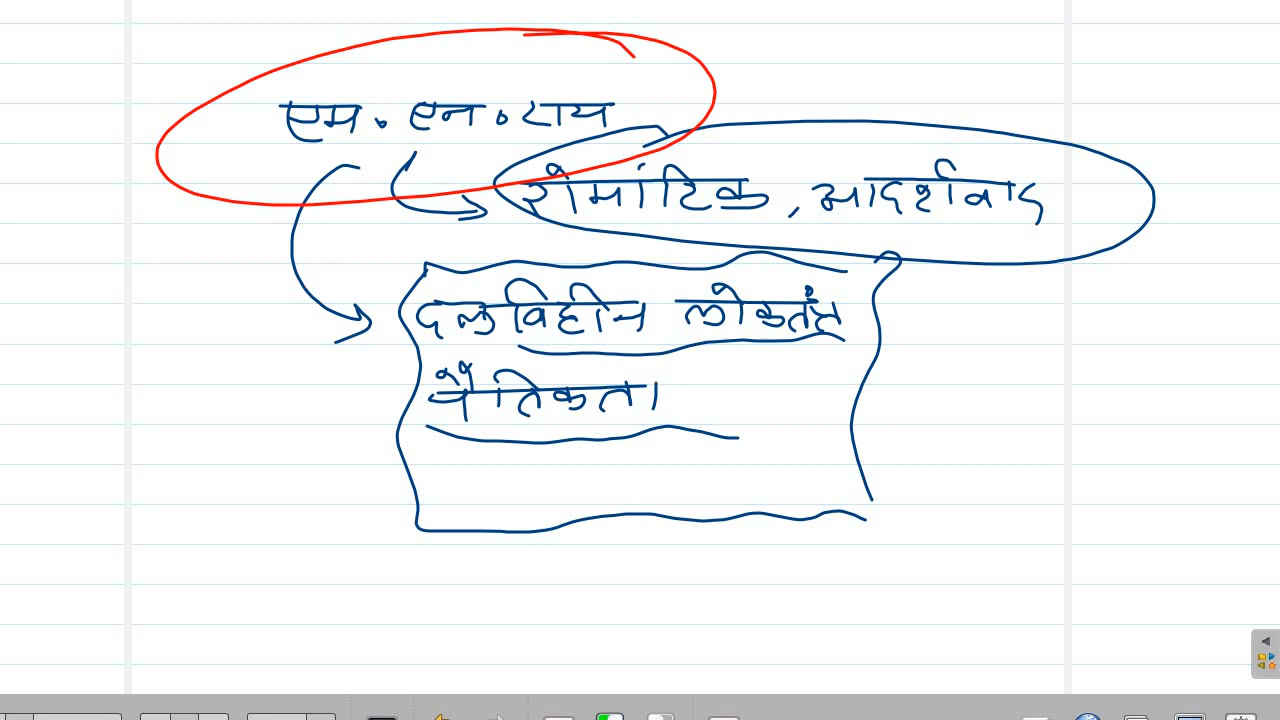 एम. एन. राय
रोमांटिक, आदर्शवाद
दलविहीन लोकतंत्र
नैतिकता